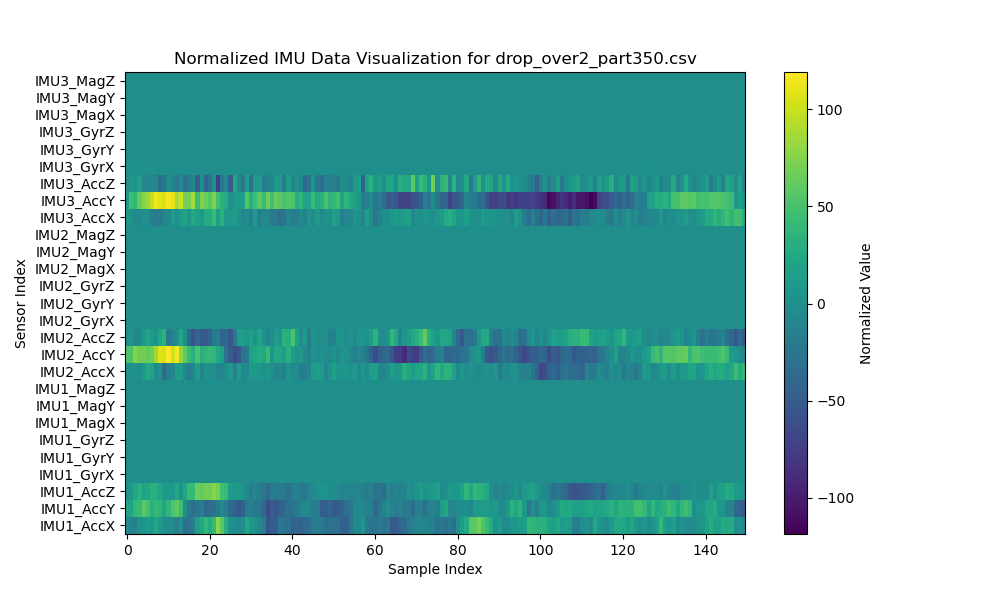 Normalized IMU Data Visualization for drop_over2_part350.csv
IMU3_MagZ
IMU3_MagY
IMU3_MagX
IMU3_GyrZ
IMU3_GyrY
IMU3_GyrX
IMU3_AccZ
IMU3_AccY
IMU3_AccX
IMU2_MagZ
IMU2_MagY
IMU2_MagX
IMU2_GyrZ
IMU2_GyrY
IMU2_GyrX
IMU2_AccZ
IMU2_AccY
IMU2_AccX
IMU1_MagZ
IMU1_MagY
IMU1_MagX
IMU1_GyrZ
IMU1_GyrY
IMU1_GyrX
IMU1_AccZ
IMU1_AccY
IMU1_AccX
Sensor Index
0 20 40 60 80 100 120 140
Sample Index
100
50
0
−50
−100
Normalized Value